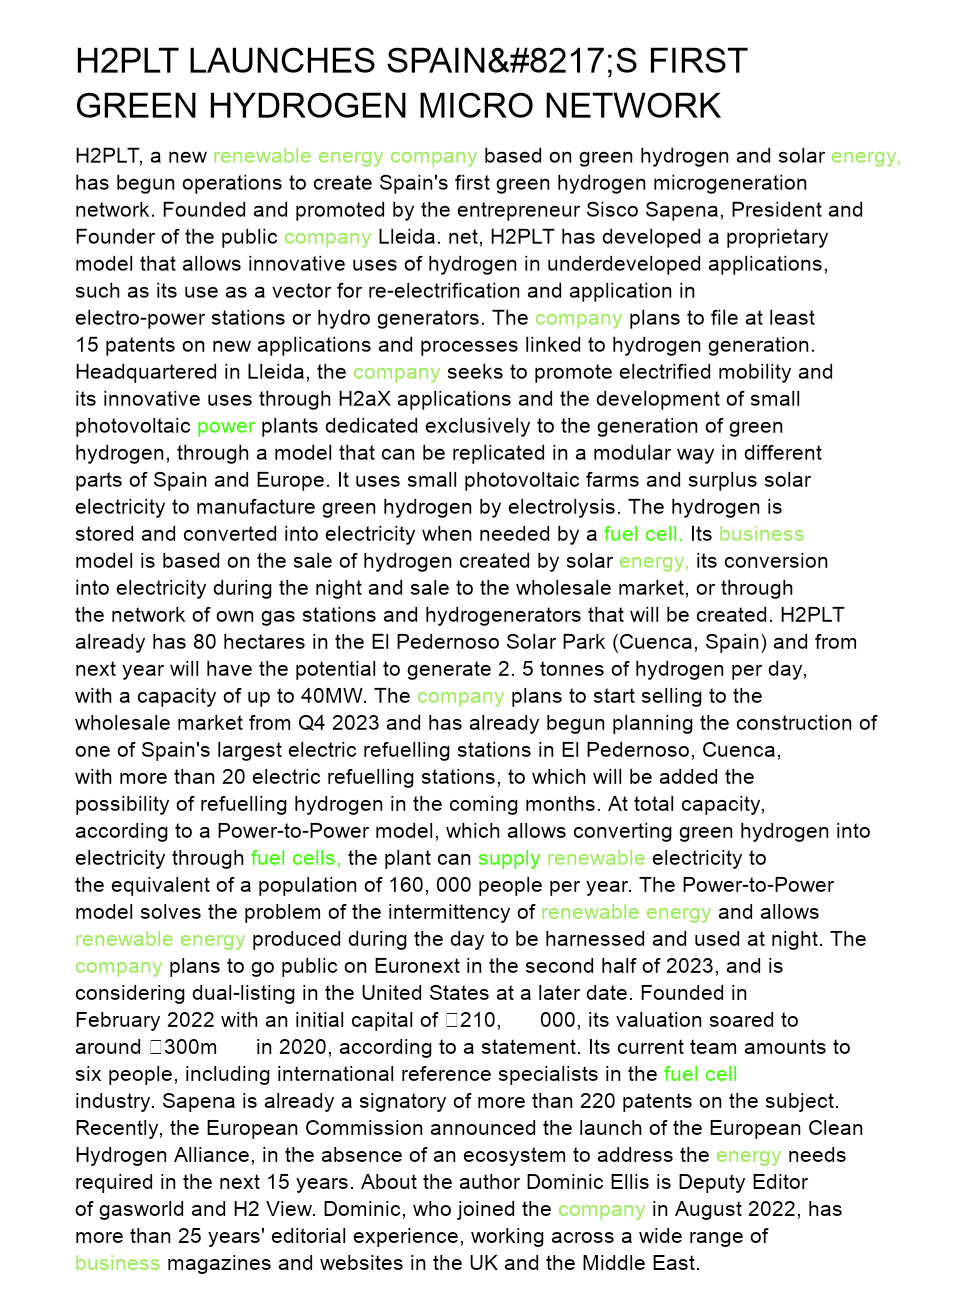 H2PLT LAUNCHES SPAIN&#8217;S FIRST
GREEN HYDROGEN MICRO NETWORK
H2PLT, a new renewable energy company based on green hydrogen and solar energy,
has begun operations to create Spain's first green hydrogen microgeneration
network. Founded and promoted by the entrepreneur Sisco Sapena, President and
Founder of the public company Lleida. net, H2PLT has developed a proprietary
model that allows innovative uses of hydrogen in underdeveloped applications,
such as its use as a vector for re-electrification and application in
electro-power stations or hydro generators. The company plans to file at least
15 patents on new applications and processes linked to hydrogen generation.
Headquartered in Lleida, the company seeks to promote electrified mobility and
its innovative uses through H2aX applications and the development of small
photovoltaic power plants dedicated exclusively to the generation of green
hydrogen, through a model that can be replicated in a modular way in different
parts of Spain and Europe. It uses small photovoltaic farms and surplus solar
electricity to manufacture green hydrogen by electrolysis. The hydrogen is
stored and converted into electricity when needed by a fuel cell. Its business
model is based on the sale of hydrogen created by solar energy, its conversion
into electricity during the night and sale to the wholesale market, or through
the network of own gas stations and hydrogenerators that will be created. H2PLT
already has 80 hectares in the El Pedernoso Solar Park (Cuenca, Spain) and from
next year will have the potential to generate 2. 5 tonnes of hydrogen per day,
with a capacity of up to 40MW. The company plans to start selling to the
wholesale market from Q4 2023 and has already begun planning the construction of
one of Spain's largest electric refuelling stations in El Pedernoso, Cuenca,
with more than 20 electric refuelling stations, to which will be added the
possibility of refuelling hydrogen in the coming months. At total capacity,
according to a Power-to-Power model, which allows converting green hydrogen into
electricity through fuel cells, the plant can supply renewable electricity to
the equivalent of a population of 160, 000 people per year. The Power-to-Power
model solves the problem of the intermittency of renewable energy and allows
renewable energy produced during the day to be harnessed and used at night. The
company plans to go public on Euronext in the second half of 2023, and is
considering dual-listing in the United States at a later date. Founded in
February 2022 with an initial capital of □210, 000, its valuation soared to
around □300m in 2020, according to a statement. Its current team amounts to
six people, including international reference specialists in the fuel cell
industry. Sapena is already a signatory of more than 220 patents on the subject.
Recently, the European Commission announced the launch of the European Clean
Hydrogen Alliance, in the absence of an ecosystem to address the energy needs
required in the next 15 years. About the author Dominic Ellis is Deputy Editor
of gasworld and H2 View. Dominic, who joined the company in August 2022, has
more than 25 years' editorial experience, working across a wide range of
business magazines and websites in the UK and the Middle East.